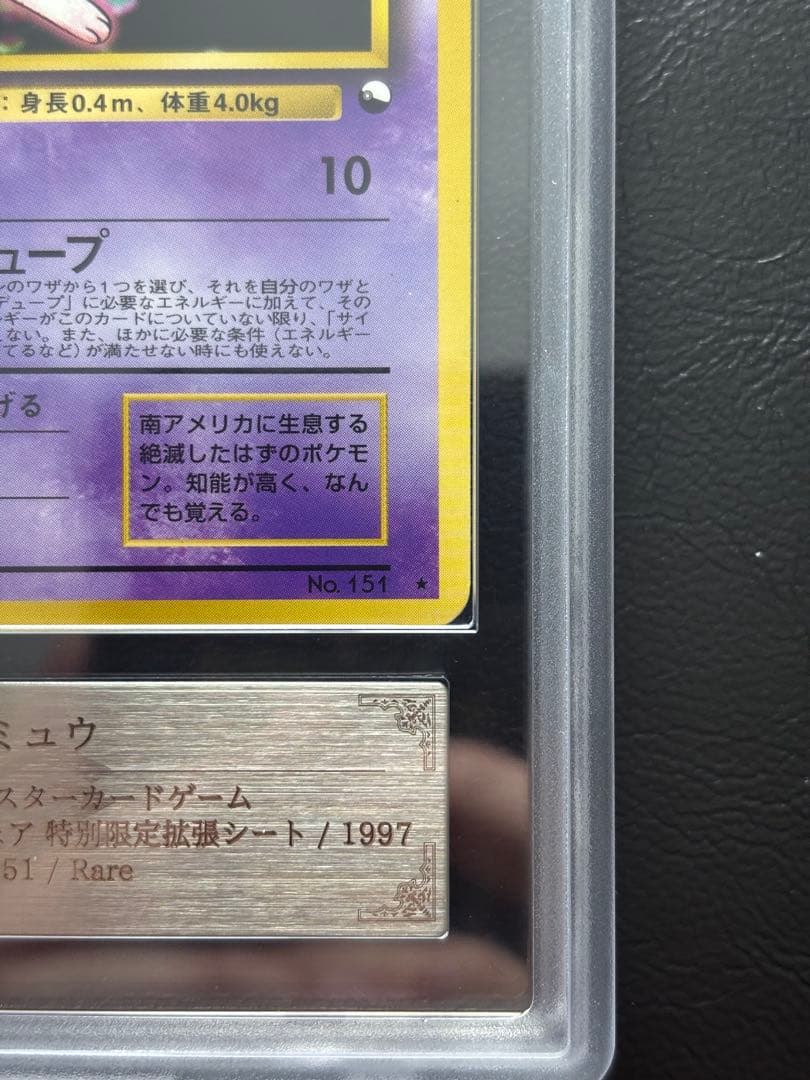 ：身長0.4m、体重4.0kg
10
ュープ
のワザから1つを選び、それを自分のワザと
デュープ」に必要なエネルギーに加えて、その
ギーがこのカードについていない限り、「サイ
ない。また、ほかに必要な条件（エネルギー
てるなど）が満たせない時にも使えない。
げる
南アメリカに生息する
絶滅したはずのポケモ
ン。知能が高く、なん
でも覚える。
No. 151 ★
ミュウ
スターカードゲーム
ェア 特別限定拡張シート / 1997
51 / Rare